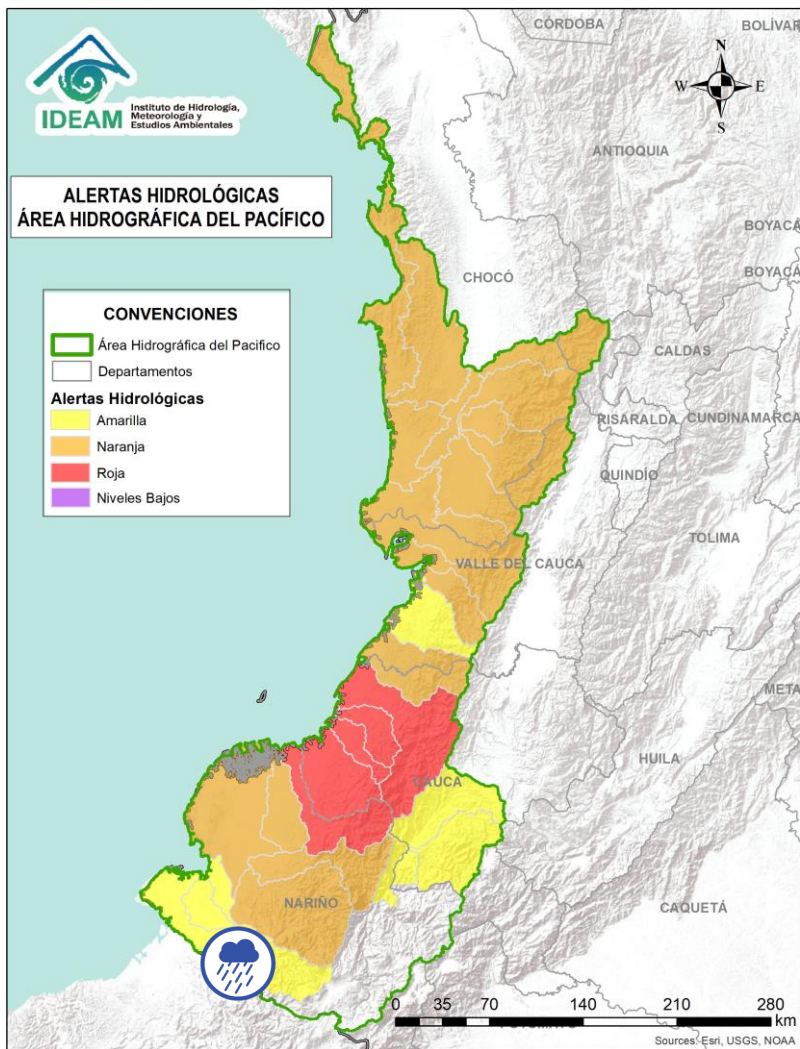 CÓRDOBA
BOLÍVAR
IDEAM
Instituto de Hidrología,
Meteorología y
Estudios Ambientales
N
W
E
S
ANTIOQUIA
ALERTAS HIDROLÓGICAS
ÁREA HIDROGRÁFICA DEL PACÍFICO
BOYACÁ
CHOCÓ
BOYACÁ
CONVENCIONES
Área Hidrográfica del Pacifico
Departamentos
Alertas Hidrológicas
Amarilla
Naranja
Roja
Niveles Bajos
CALDAS
RISARALDA
CUNDINAMARCA
QUINDÍO
TOLIMA
VALLE DEL CAUCA
META
HUILA
CAUCA
NARIÑO
CAQUETÁ
0 35 70 140 210 280
km
Sources: Esri, USGS, NOAA